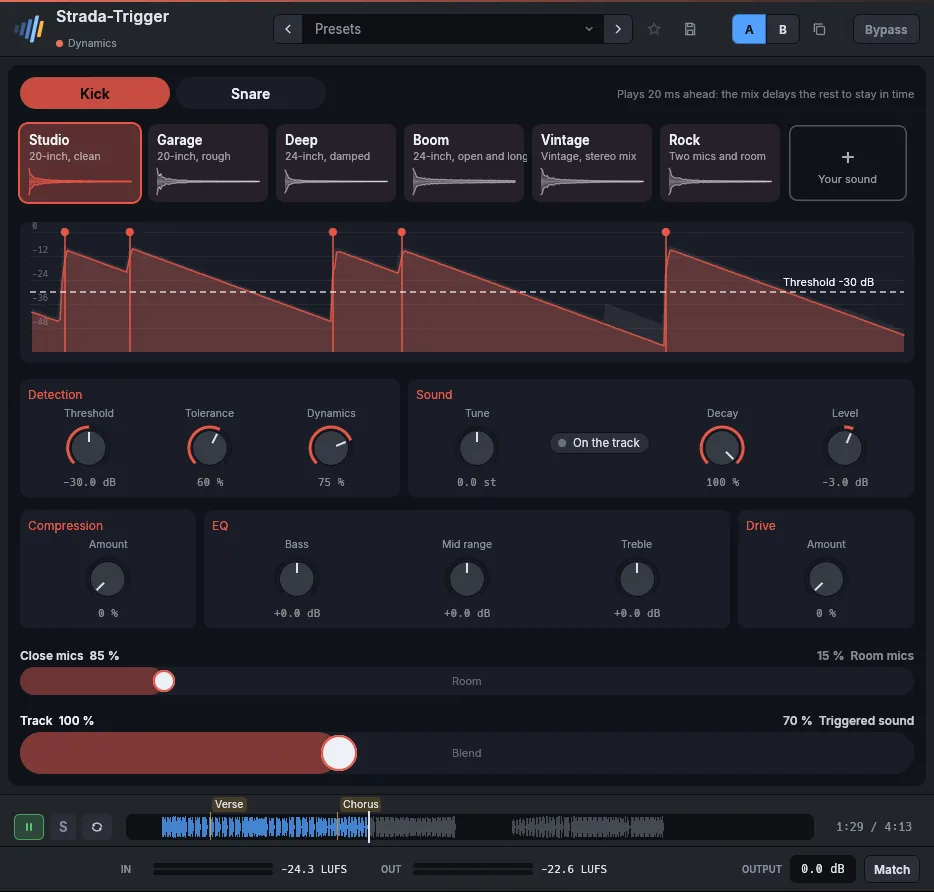 Strada-Trigger
Dynamics
Presets
A
B
Bypass
Kick
Snare
Plays 20 ms ahead: the mix delays the rest to stay in time
Studio
20-inch, clean
Garage
20-inch, rough
Deep
24-inch, damped
Boom
24-inch, open and long
Vintage
Vintage, stereo mix
Rock
Two mics and room
+
Your sound
0
-12
-24
-36
-48
Threshold -30 dB
Detection
Threshold
Tolerance
Dynamics
-30.0 dB
60 %
75 %
Sound
Tune
On the track
Decay
Level
0.0 st
100 %
-3.0 dB
Compression
Amount
0 %
EQ
Bass
Mid range
Treble
+0.0 dB
+0.0 dB
+0.0 dB
Drive
Amount
0 %
Close mics 85 %
15 % Room mics
Room
Track 100 %
70 % Triggered sound
Blend
Verse
Chorus
S
1:29 / 4:13
IN
-24.3 LUFS
OUT
-22.6 LUFS
OUTPUT
0.0 dB
Match